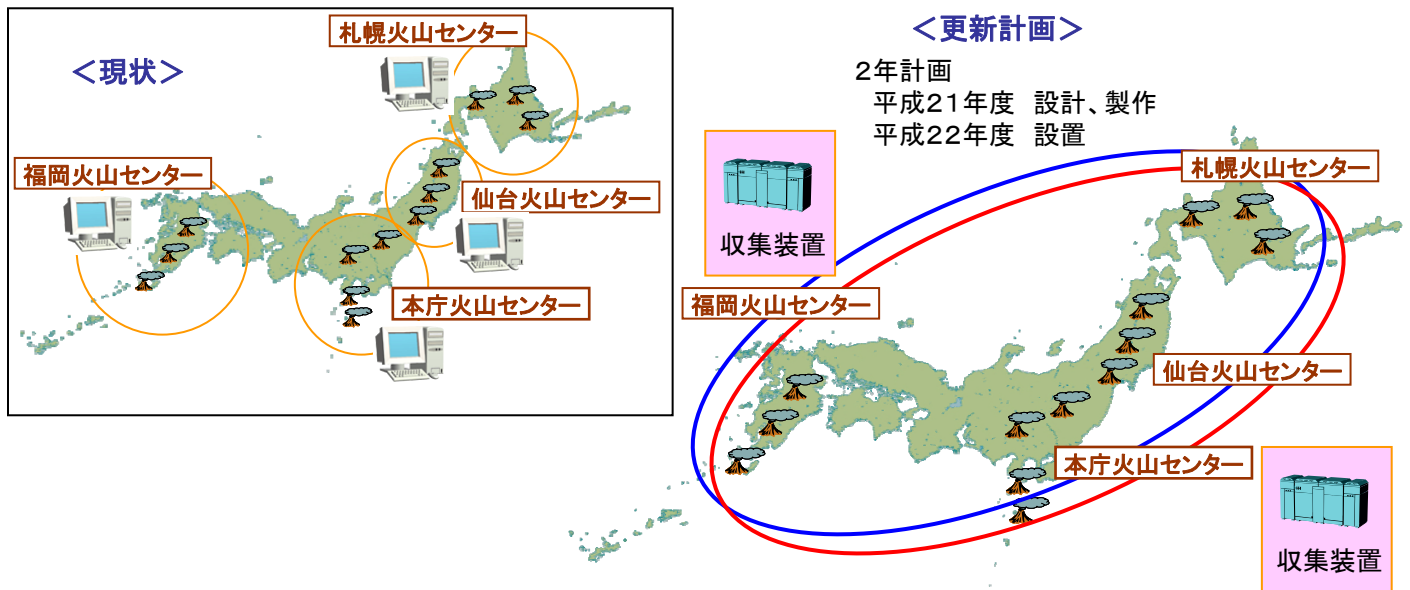 ＜現状＞
札幌火山センター
福岡火山センター
仙台火山センター
本庁火山センター
＜更新計画＞
２年計画
平成２１年度　設計、製作
平成２２年度　設置
収集装置
札幌火山センター
福岡火山センター
仙台火山センター
本庁火山センター
収集装置